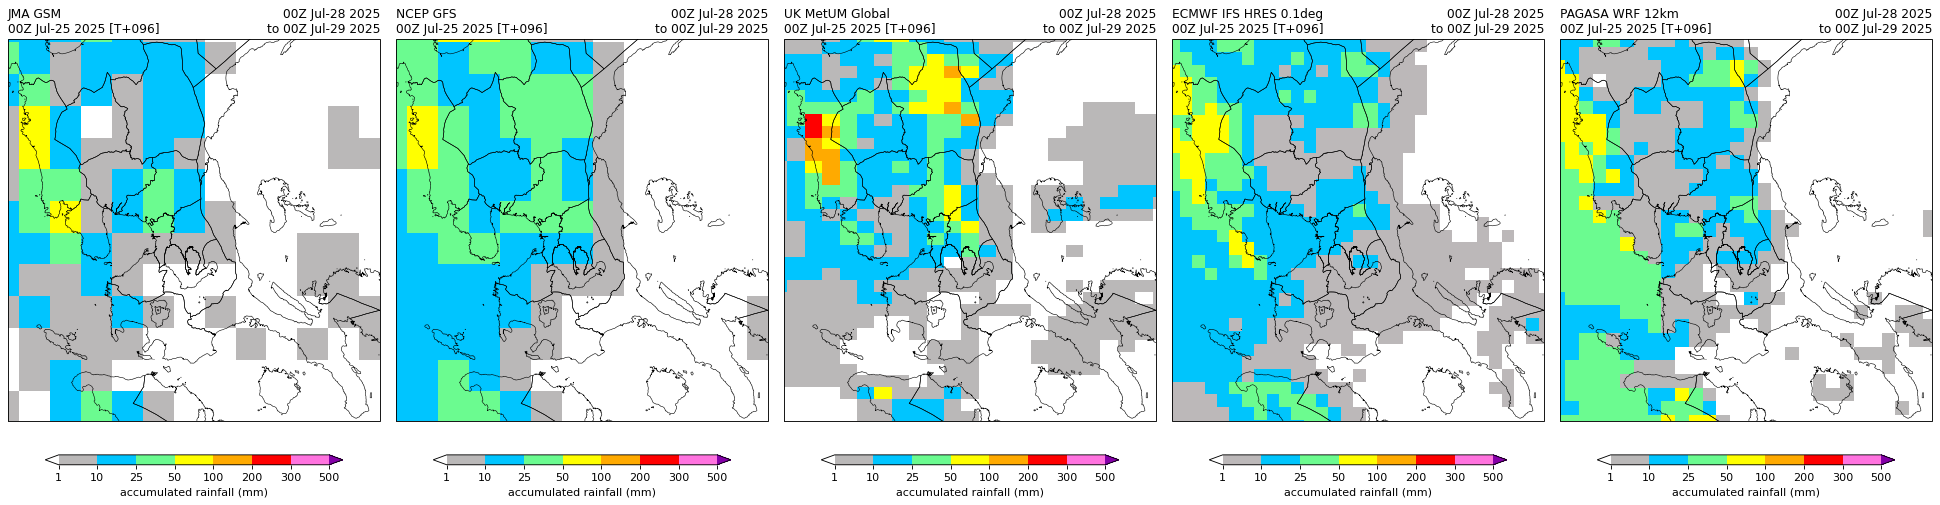 JMA GSM 00Z Jul-28 2025
00Z Jul-25 2025 [T+096] to 00Z Jul-29 2025
1 10 25 50 100 200 300 500
accumulated rainfall (mm)
NCEP GFS 00Z Jul-28 2025
00Z Jul-25 2025 [T+096] to 00Z Jul-29 2025
1 10 25 50 100 200 300 500
accumulated rainfall (mm)
UK MetUM Global 00Z Jul-28 2025
00Z Jul-25 2025 [T+096] to 00Z Jul-29 2025
1 10 25 50 100 200 300 500
accumulated rainfall (mm)
ECMWF IFS HRES 0.1deg 00Z Jul-28 2025
00Z Jul-25 2025 [T+096] to 00Z Jul-29 2025
1 10 25 50 100 200 300 500
accumulated rainfall (mm)
PAGASA WRF 12km 00Z Jul-28 2025
00Z Jul-25 2025 [T+096] to 00Z Jul-29 2025
1 10 25 50 100 200 300 500
accumulated rainfall (mm)